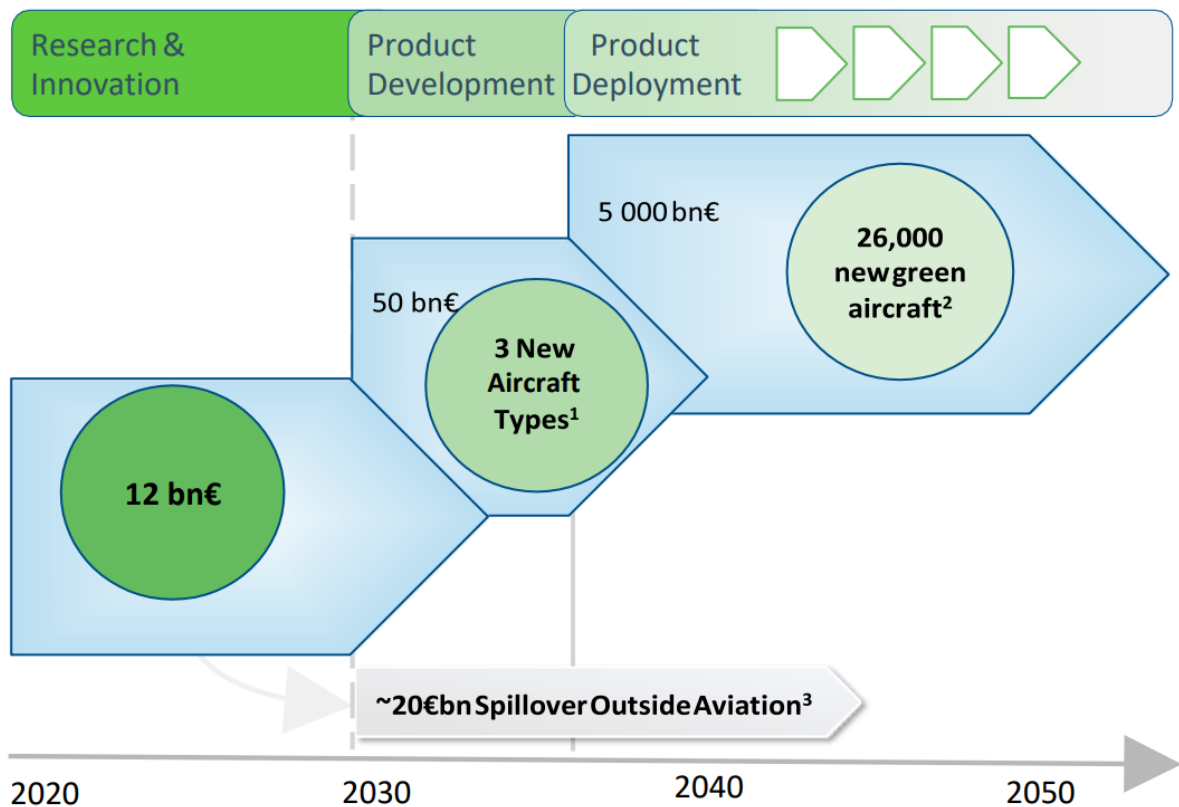 Research &
Innovation
Product
Development
Product
Deployment
5 000 bn€
26,000
new green
aircraft²
50 bn€
3 New
Aircraft
Types¹
12 bn€
~20€bn Spillover Outside Aviation³
2020
2030
2040
2050